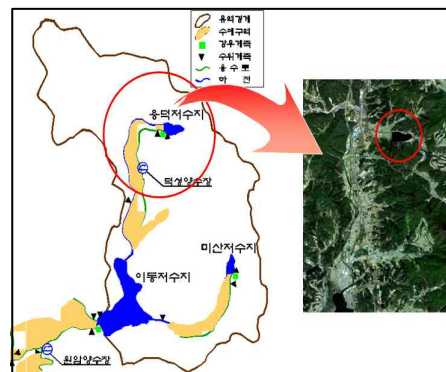 유역경계
수혜구역
강우계측
수위계측
용수로
하 천
용덕저수지
덕성양수장
미산저수지
이동저수지
원암양수장